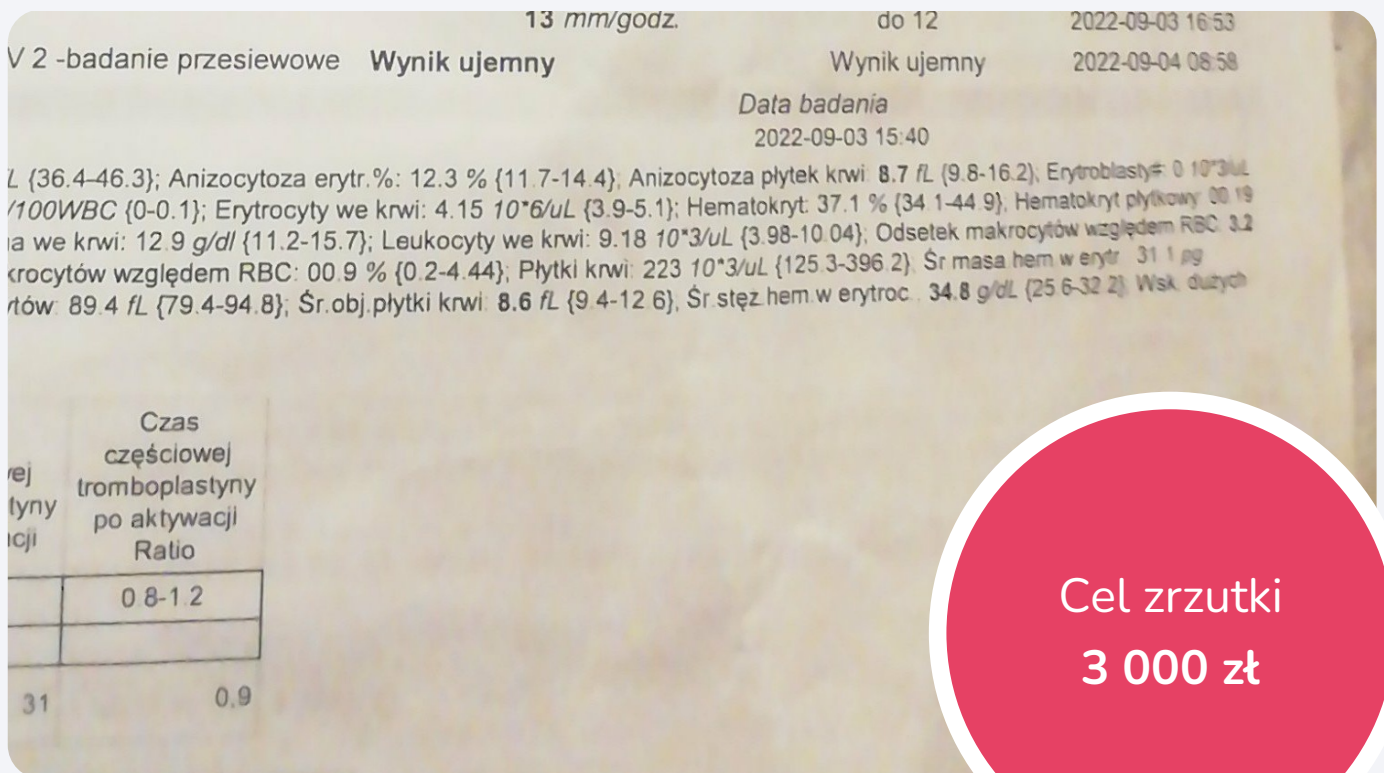 13 mm/godz. do 12 2022-09-03 16:53
V 2 -badanie przesiewowe Wynik ujemny Wynik ujemny 2022-09-04 08:58
Data badania
2022-09-03 15:40
L {36.4-46.3}; Anizocytoza erytr.%: 12.3 % {11.7-14.4}; Anizocytoza płytek krwi: 8.7 fL {9.8-16.2}; Erytroblasty#: 0 10*3/uL
/100WBC {0-0.1}; Erytrocyty we krwi: 4.15 10*6/uL {3.9-5.1}; Hematokryt: 37.1 % {34.1-44.9}, Hematokryt płytkowy: 00.19
a we krwi: 12.9 g/dl {11.2-15.7}; Leukocyty we krwi: 9.18 10*3/uL {3.98-10.04}; Odsetek makrocytów względem RBC: 3.2
krocytów względem RBC: 00.9 % {0.2-4.44}; Płytki krwi: 223 10*3/uL {125.3-396.2}; Śr.masa hem.w erytr.: 31.1 pg
tów: 89.4 fL {79.4-94.8}; Śr.obj.płytki krwi: 8.6 fL {9.4-12.6}, Śr.stęż.hem.w erytroc.: 34.8 g/dL {25.6-32.2}; Wsk. dużych
ej
tyny
cji
Czas
częściowej
tromboplastyny
po aktywacji
Ratio
0.8-1.2
31 0,9
Cel zrzutki
3 000 zł